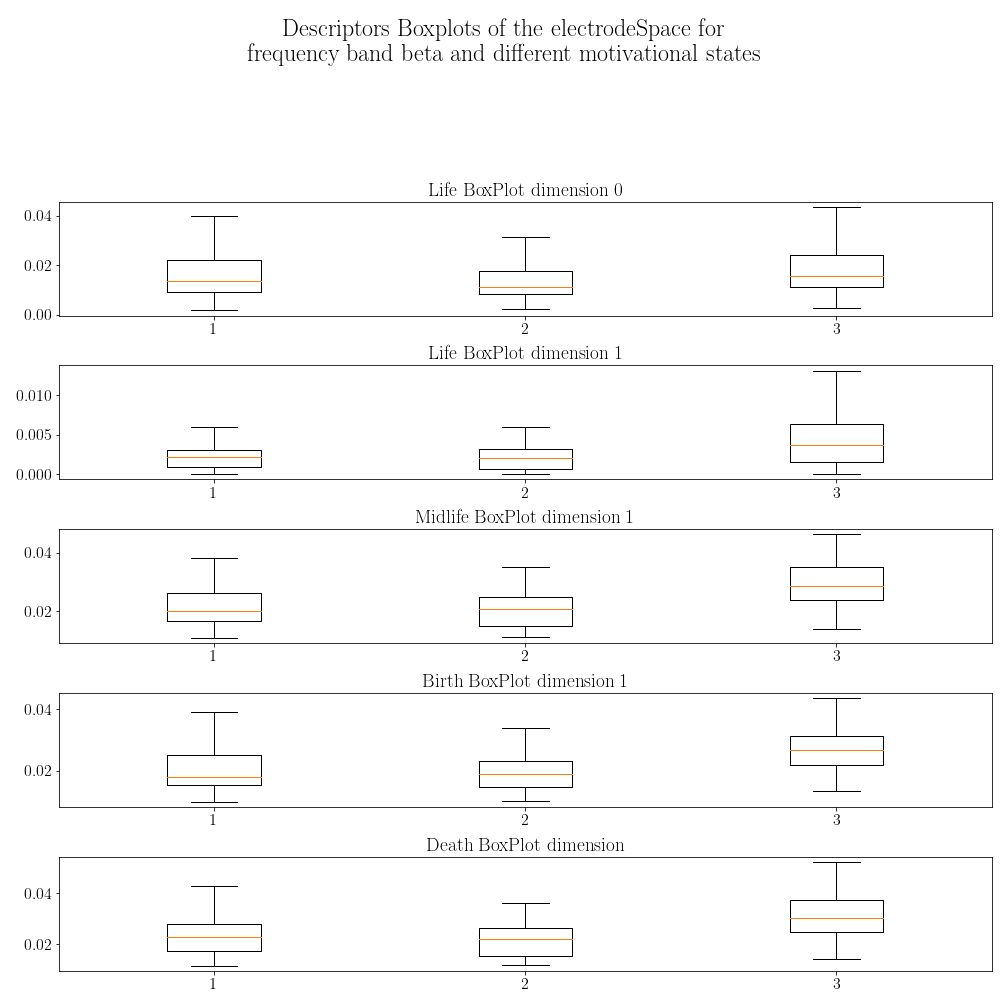 Descriptors Boxplots of the electrodeSpace for
frequency band beta and different motivational states
Life BoxPlot dimension 0
0.04
0.02
0.00
1 2 3
Life BoxPlot dimension 1
0.010
0.005
0.000
1 2 3
Midlife BoxPlot dimension 1
0.04
0.02
1 2 3
Birth BoxPlot dimension 1
0.04
0.02
1 2 3
Death BoxPlot dimension
0.04
0.02
1 2 3